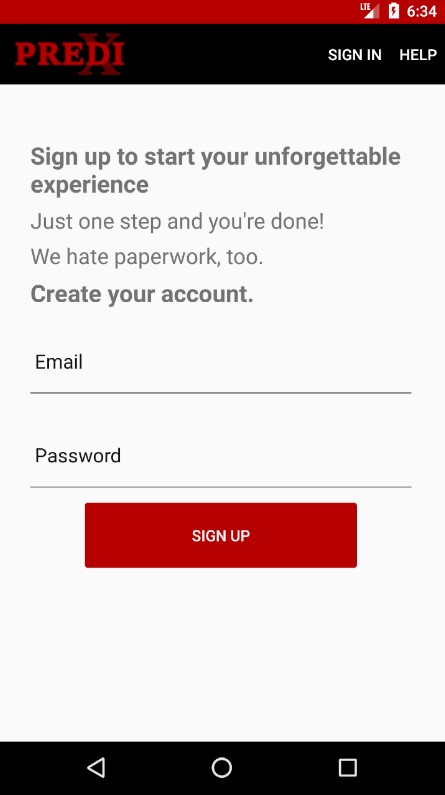 LTE 6:34
PREDI X SIGN IN HELP
Sign up to start your unforgettable
experience
Just one step and you're done!
We hate paperwork, too.
Create your account.
Email
Password
SIGN UP